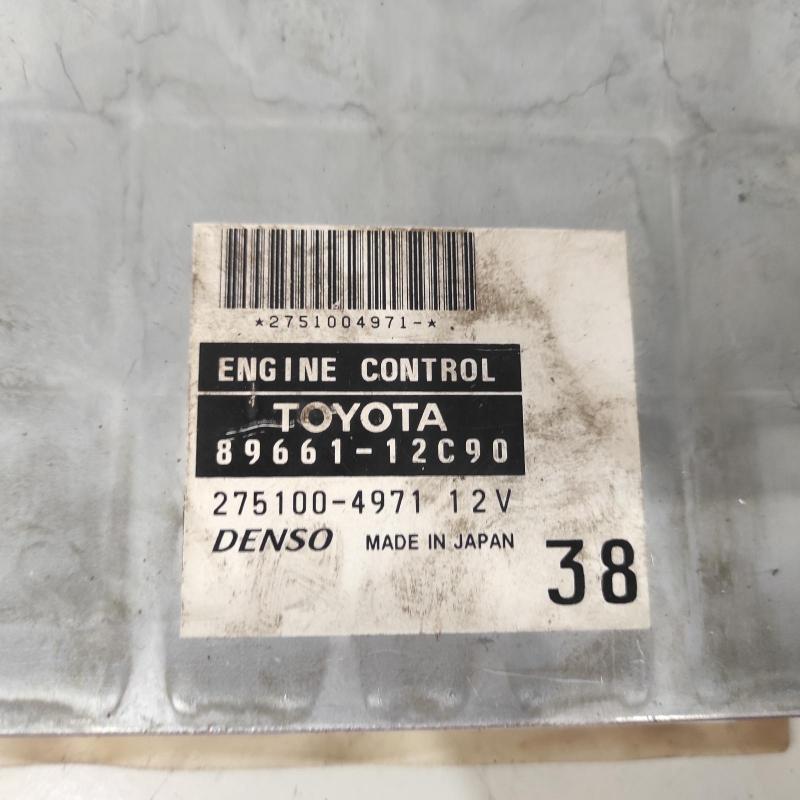 *2751004971-*
ENGINE CONTROL
TOYOTA
89661-12C90
275100-4971 12V
DENSO MADE IN JAPAN
38